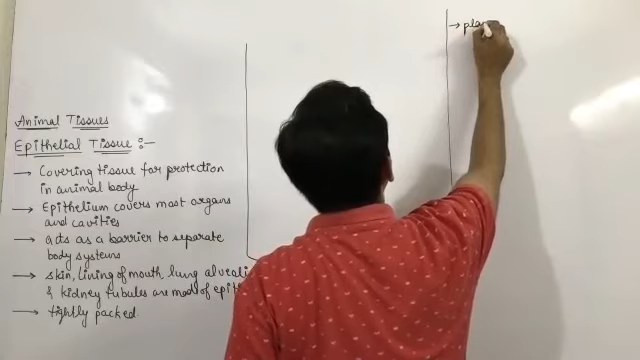 Animal Tissues
Epithelial Tissue :-
→ Covering tissue for protection
in animal body
→ Epithelium covers most organs
and cavities
→ acts as a barrier to separate
body systems
→ skin, lining of mouth, lung alveoli
& kidney tubules are made of
→ tightly packed.
→